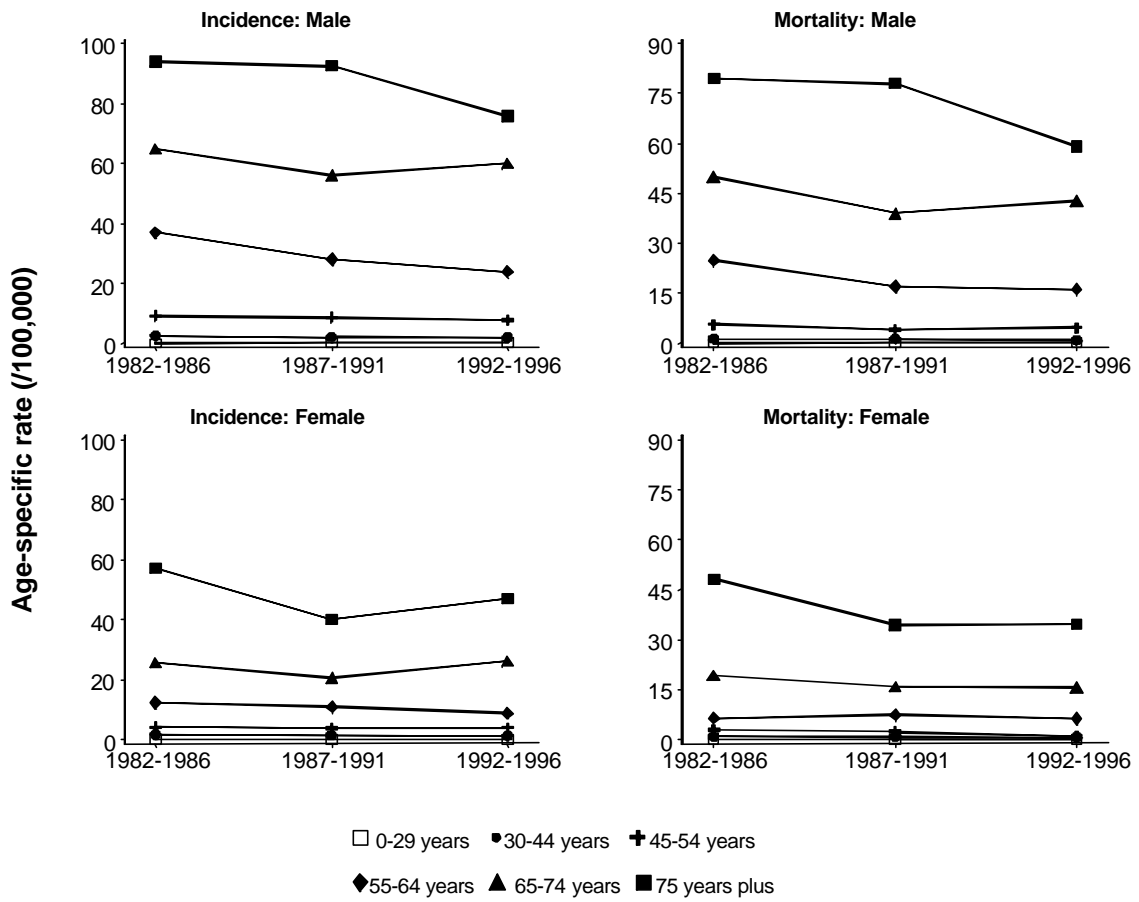 Incidence: Male
100
80
60
40
20
0
1982-1986 1987-1991 1992-1996
Mortality: Male
90
75
60
45
30
15
0
1982-1986 1987-1991 1992-1996
Age-specific rate (/100,000)
Incidence: Female
100
80
60
40
20
0
1982-1986 1987-1991 1992-1996
Mortality: Female
90
75
60
45
30
15
0
1982-1986 1987-1991 1992-1996
0-29 years 30-44 years 45-54 years
55-64 years 65-74 years 75 years plus